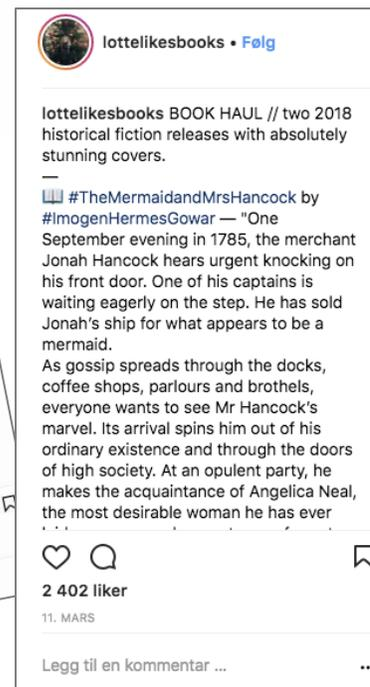 lottelikesbooks • Følg
lottelikesbooks BOOK HAUL // two 2018
historical fiction releases with absolutely
stunning covers.
—
📖 #TheMermaidandMrsHancock by
#ImogenHermesGowar — "One
September evening in 1785, the merchant
Jonah Hancock hears urgent knocking on
his front door. One of his captains is
waiting eagerly on the step. He has sold
Jonah's ship for what appears to be a
mermaid.
As gossip spreads through the docks,
coffee shops, parlours and brothels,
everyone wants to see Mr Hancock's
marvel. Its arrival spins him out of his
ordinary existence and through the doors
of high society. At an opulent party, he
makes the acquaintance of Angelica Neal,
the most desirable woman he has ever
2 402 liker
11. MARS
Legg til en kommentar ...